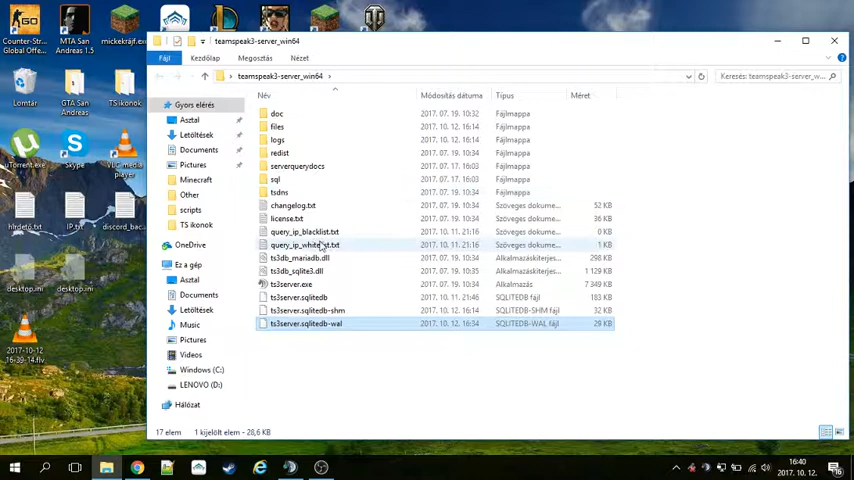 teamspeak3-server_win64
Fájl
Kezdőlap
Megosztás
Nézet
teamspeak3-server_win64
Keresés: teamspeak3-server_w...
Név
Módosítás dátuma
Típus
Méret
doc 2017. 07. 19. 10:32 Fájlmappa
files 2017. 10. 12. 16:14 Fájlmappa
logs 2017. 10. 12. 16:14 Fájlmappa
redist 2017. 07. 19. 10:34 Fájlmappa
serverquerydocs 2017. 07. 17. 16:03 Fájlmappa
sql 2017. 07. 17. 16:03 Fájlmappa
tsdns 2017. 07. 19. 10:34 Fájlmappa
changelog.txt 2017. 07. 19. 10:34 Szöveges dokume... 52 KB
license.txt 2017. 07. 19. 10:34 Szöveges dokume... 36 KB
query_ip_blacklist.txt 2017. 10. 11. 21:16 Szöveges dokume... 0 KB
2017. 10. 11. 21:16 Szöveges dokume... 1 KB
ts3db_mariadb.dll 2017. 07. 19. 10:34 Alkalmazáskiterjes... 298 KB
ts3db_sqlite3.dll 2017. 07. 19. 10:35 Alkalmazáskiterjes... 1 129 KB
ts3server.exe 2017. 07. 19. 10:34 Alkalmazás 7 349 KB
ts3server.sqlitedb 2017. 10. 11. 21:46 SQLITEDB fájl 183 KB
ts3server.sqlitedb-shm 2017. 10. 12. 16:14 SQLITEDB-SHM fájl 32 KB
ts3server.sqlitedb-wal 2017. 10. 12. 16:34 SQLITEDB-WAL fájl 29 KB
Gyors elérés
Asztal
Letöltések
Documents
Pictures
Minecraft
Other
scripts
TS ikonok
OneDrive
Ez a gép
Asztal
Documents
Letöltések
Music
Pictures
Videos
Windows (C:)
LENOVO (D:)
Hálózat
17 elem
1 kijelölt elem - 28,6 KB
Counter-Str...
Global Offe...
MTA San
Andreas 1.5
mickekrájf.exe
Lomtár
GTA San
Andreas
TS ikonok
uTorrent.exe
Skype
VLC media
player
hírdető.txt
IP.txt
discord_bac...
desktop.ini
desktop.ini
2017-10-12
16-39-14.flv
16:40
2017. 10. 12.